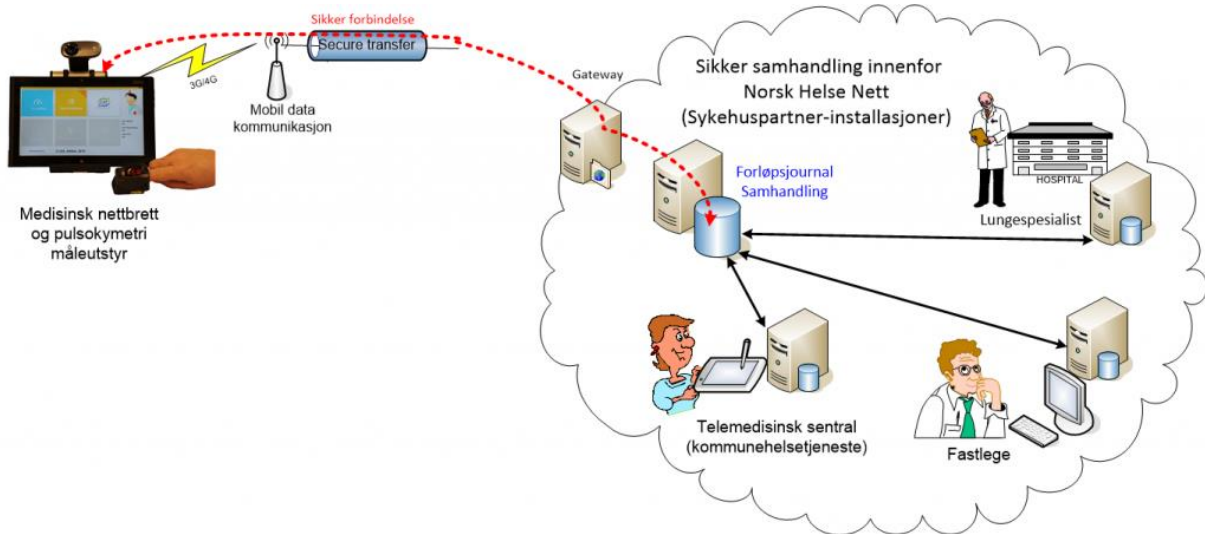 Sikker forbindelse
Secure transfer
3G/4G
Mobil data
kommunikasjon
Medisinsk nettbrett
og pulsokymetri
måleutstyr
Gateway
Sikker samhandling innenfor
Norsk Helse Nett
(Sykehuspartner-installasjoner)
Forløpsjournal
Samhandling
HOSPITAL
Lungespesialist
Telemedisinsk sentral
(kommunehelsetjeneste)
Fastlege